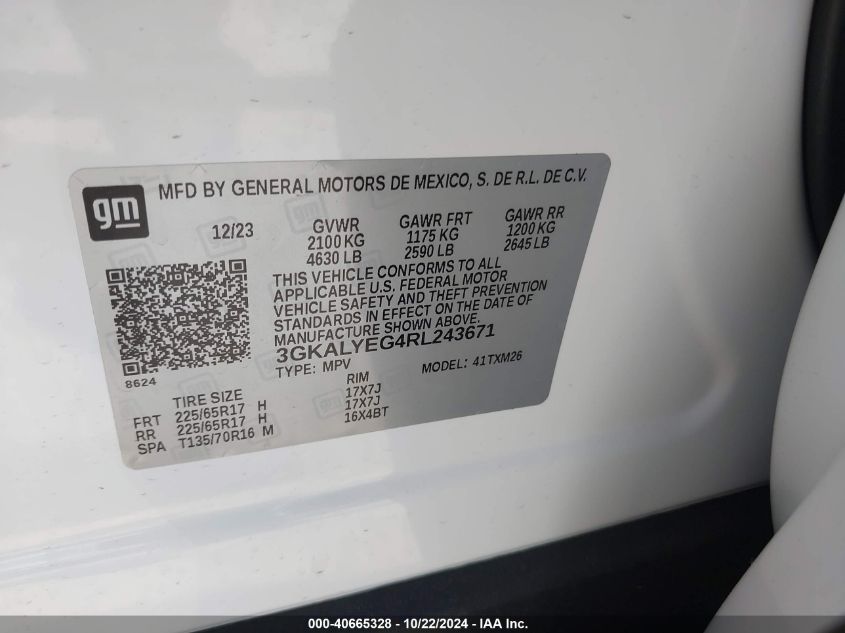 gm
MFD BY GENERAL MOTORS DE MEXICO, S. DE R.L. DE C.V.
12/23 GVWR GAWR FRT GAWR RR
2100 KG 1175 KG 1200 KG
4630 LB 2590 LB 2645 LB
THIS VEHICLE CONFORMS TO ALL
APPLICABLE U.S. FEDERAL MOTOR
VEHICLE SAFETY AND THEFT PREVENTION
STANDARDS IN EFFECT ON THE DATE OF
MANUFACTURE SHOWN ABOVE.
3GKALYEG4RL243671
TYPE: MPV MODEL: 41TXM26
8624
TIRE SIZE RIM
FRT 225/65R17 H 17X7J
RR 225/65R17 H 17X7J
SPA T135/70R16 M 16X4BT
000-40665328 - 10/22/2024 - IAA Inc.